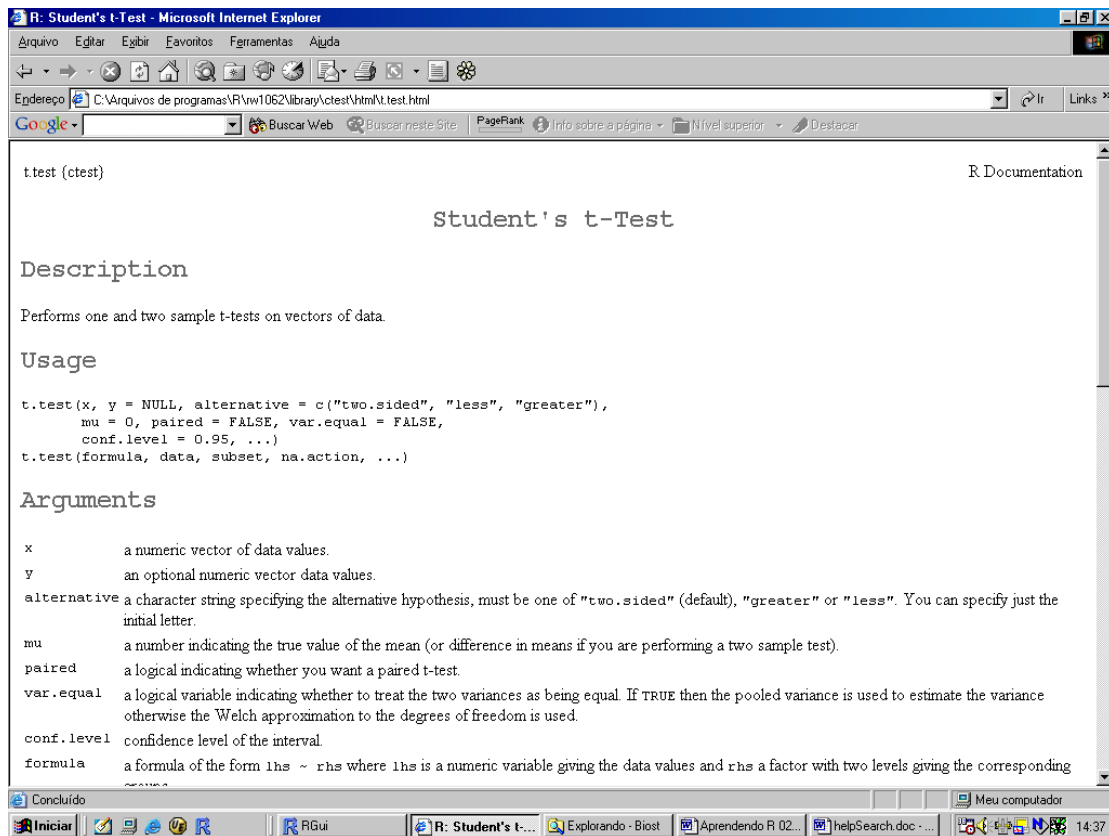 R: Student's t-Test - Microsoft Internet Explorer
Arquivo Editar Exibir Favoritos Ferramentas Ajuda
Endereço C:\Arquivos de programas\R\rw1062\library\ctest\html\t.test.html Ir Links »
Google Buscar Web Buscar neste Site PageRank Info sobre a página Nível superior Destacar
t.test {ctest} R Documentation
Student's t-Test
Description
Performs one and two sample t-tests on vectors of data.
Usage
t.test(x, y = NULL, alternative = c("two.sided", "less", "greater"),
mu = 0, paired = FALSE, var.equal = FALSE,
conf.level = 0.95, ...)
t.test(formula, data, subset, na.action, ...)
Arguments
x a numeric vector of data values.
y an optional numeric vector data values.
alternative a character string specifying the alternative hypothesis, must be one of "two.sided" (default), "greater" or "less". You can specify just the
initial letter.
mu a number indicating the true value of the mean (or difference in means if you are performing a two sample test).
paired a logical indicating whether you want a paired t-test.
var.equal a logical variable indicating whether to treat the two variances as being equal. If TRUE then the pooled variance is used to estimate the variance
otherwise the Welch approximation to the degrees of freedom is used.
conf.level confidence level of the interval.
formula a formula of the form lhs ~ rhs where lhs is a numeric variable giving the data values and rhs a factor with two levels giving the corresponding
Concluído Meu computador
Iniciar RGui R: Student's t-... Explorando - Biost Aprendendo R 02... helpSearch.doc - ... 14:37